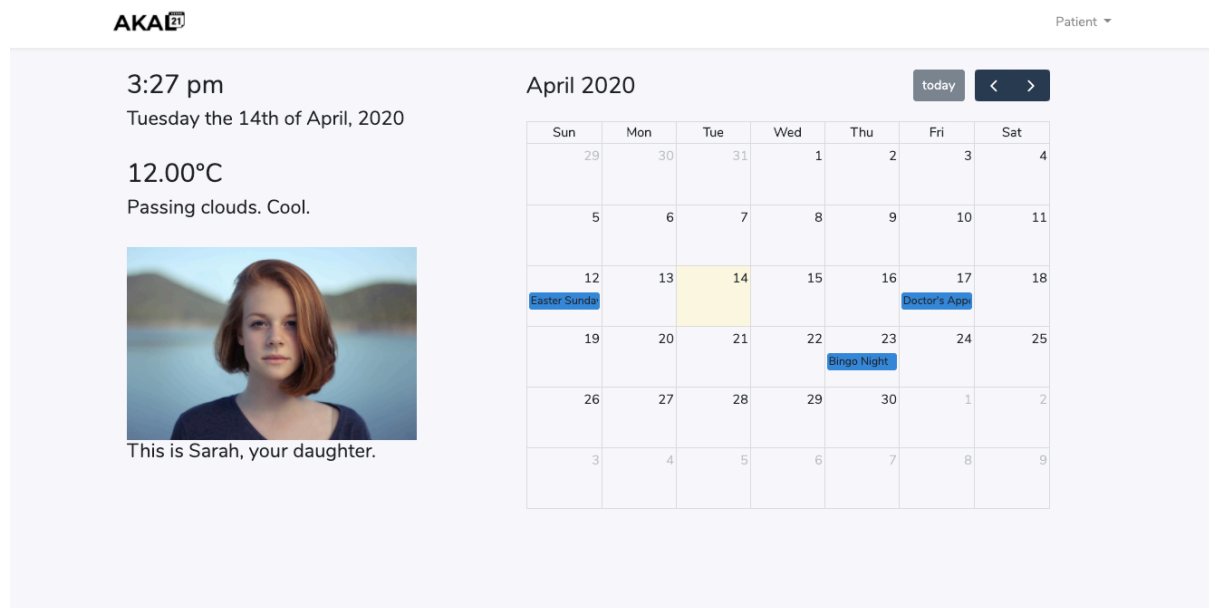 AKAL 21
Patient
3:27 pm
Tuesday the 14th of April, 2020
12.00°C
Passing clouds. Cool.
This is Sarah, your daughter.
April 2020
today
Sun Mon Tue Wed Thu Fri Sat
29 30 31 1 2 3 4
5 6 7 8 9 10 11
12 13 14 15 16 17 18
Easter Sunda Doctor's App
19 20 21 22 23 24 25
Bingo Night
26 27 28 29 30 1 2
3 4 5 6 7 8 9